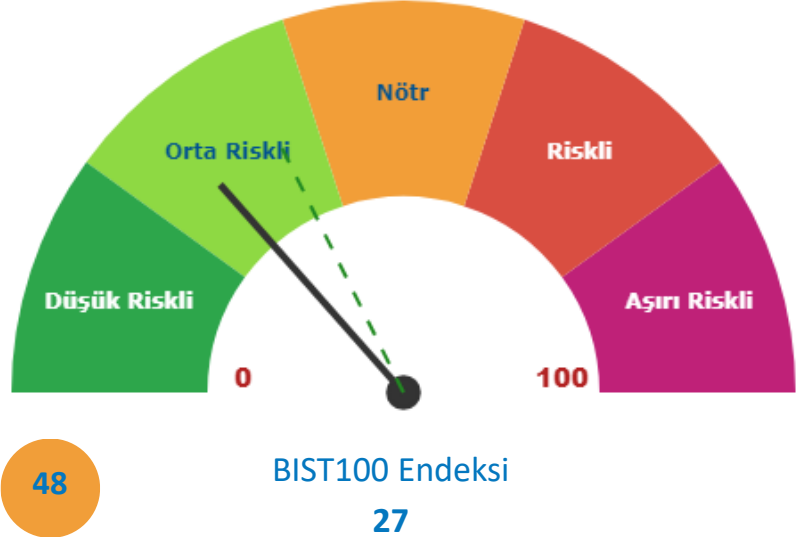 Nötr
Orta Riskli
Riskli
Düşük Riskli
Aşırı Riskli
0
100
48
BIST100 Endeksi
27